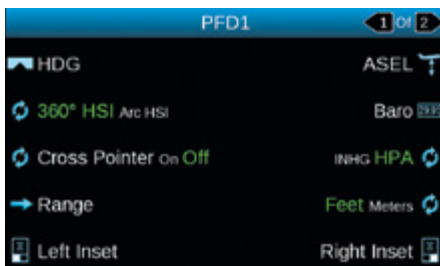 PFD1
1 Of 2
HDG
ASEL
360° HSI Arc HSI
Baro
Cross Pointer On Off
INHG HPA
Range
Feet Meters
Left Inset
Right Inset